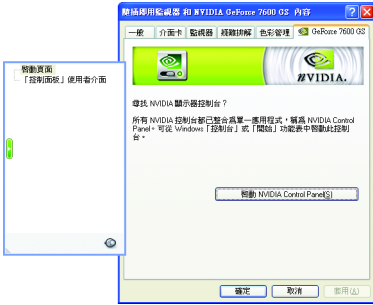 隨插即用監視器 和 NVIDIA GeForce 7600 GS 內容
一般 介面卡 監視器 疑難排解 色彩管理 GeForce 7600 GS
NVIDIA.
啟動頁面
「控制面板」使用者介面
尋找 NVIDIA 顯示器控制台？
所有 NVIDIA 控制台都已整合為單一應用程式，稱為 NVIDIA Control
Panel。可從 Windows「控制台」或「開始」功能表中啟動此控制
台。
啟動 NVIDIA Control Panel(S)
確定 取消 套用(A)